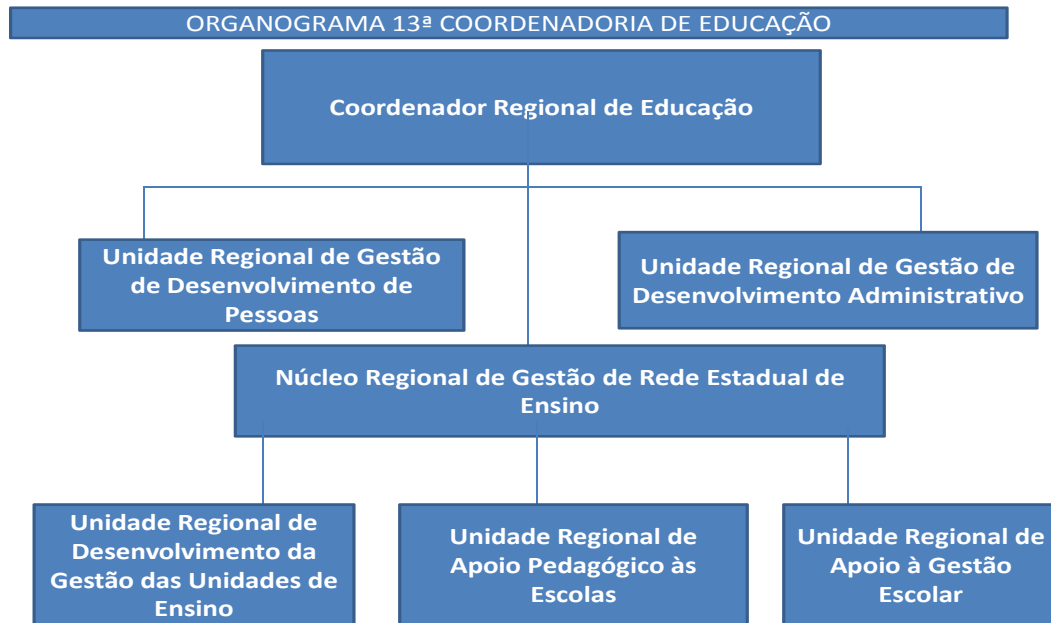 ORGANOGRAMA 13ª COORDENADORIA DE EDUCAÇÃO
Coordenador Regional de Educação
Unidade Regional de Gestão
de Desenvolvimento de
Pessoas
Unidade Regional de Gestão de
Desenvolvimento Administrativo
Núcleo Regional de Gestão de Rede Estadual de
Ensino
Unidade Regional de
Desenvolvimento da
Gestão das Unidades de
Ensino
Unidade Regional de
Apoio Pedagógico às
Escolas
Unidade Regional de
Apoio à Gestão
Escolar